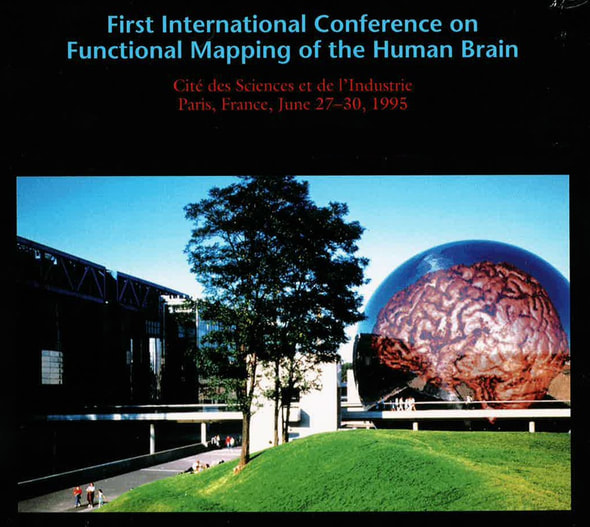 First International Conference on
Functional Mapping of the Human Brain
Cité des Sciences et de l'Industrie
Paris, France, June 27–30, 1995